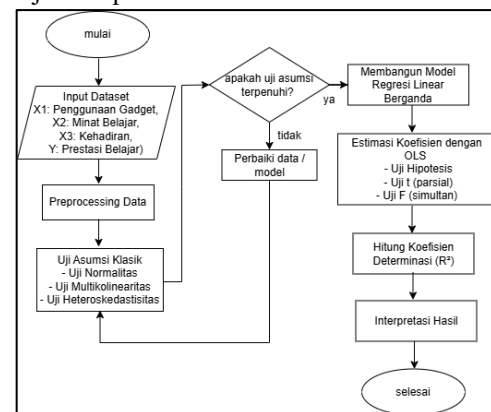 mulai
Input Dataset
X1: Penggunaan Gadget,
X2: Minat Belajar,
X3: Kehadiran,
Y: Prestasi Belajar)
Preprocessing Data
Uji Asumsi Klasik
- Uji Normalitas
- Uji Multikolinearitas
- Uji Heteroskedastisitas
apakah uji asumsi
terpenuhi?
ya
tidak
Perbaiki data /
model
Membangun Model
Regresi Linear
Berganda
Estimasi Koefisien dengan
OLS
- Uji Hipotesis
- Uji t (parsial)
- Uji F (simultan)
Hitung Koefisien
Determinasi (R²)
Interpretasi Hasil
selesai